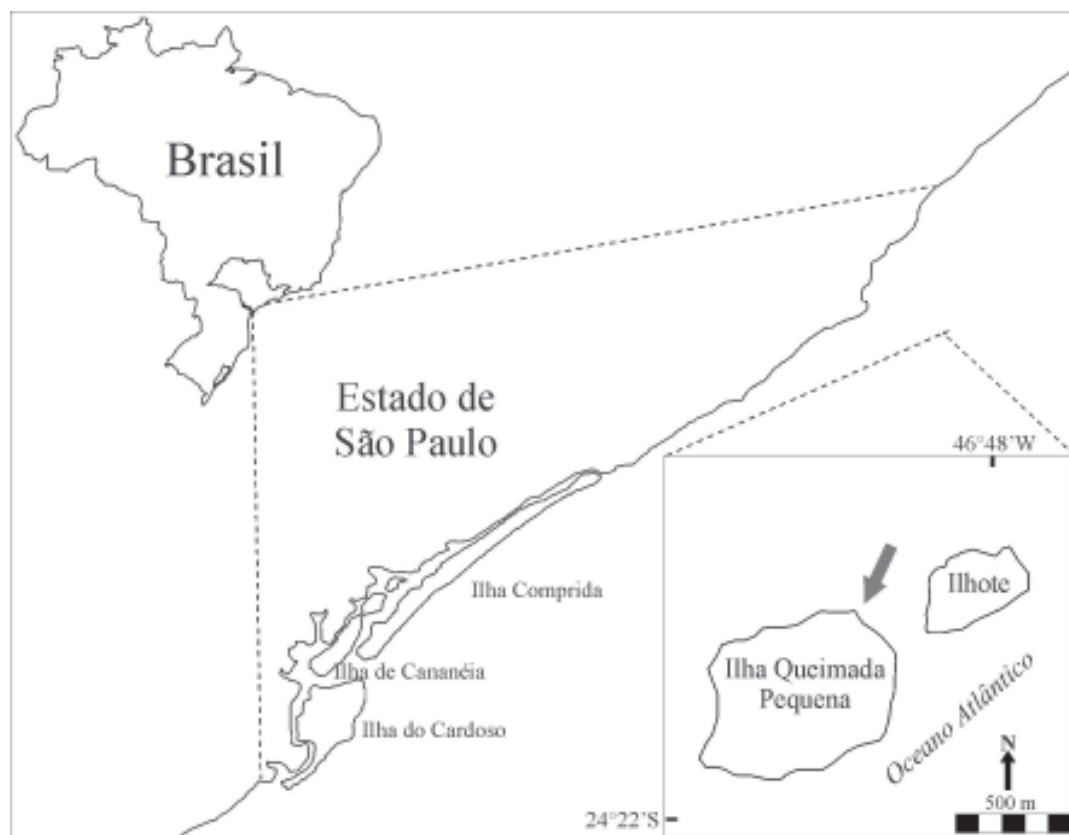 Brasil
Estado de
São Paulo
46°48'W
Ilhote
Ilha Comprida
Ilha Queimada
Pequena
Ilha de Cananéia
Ilha do Cardoso
Oceano Atlântico
N
500 m
24°22'S